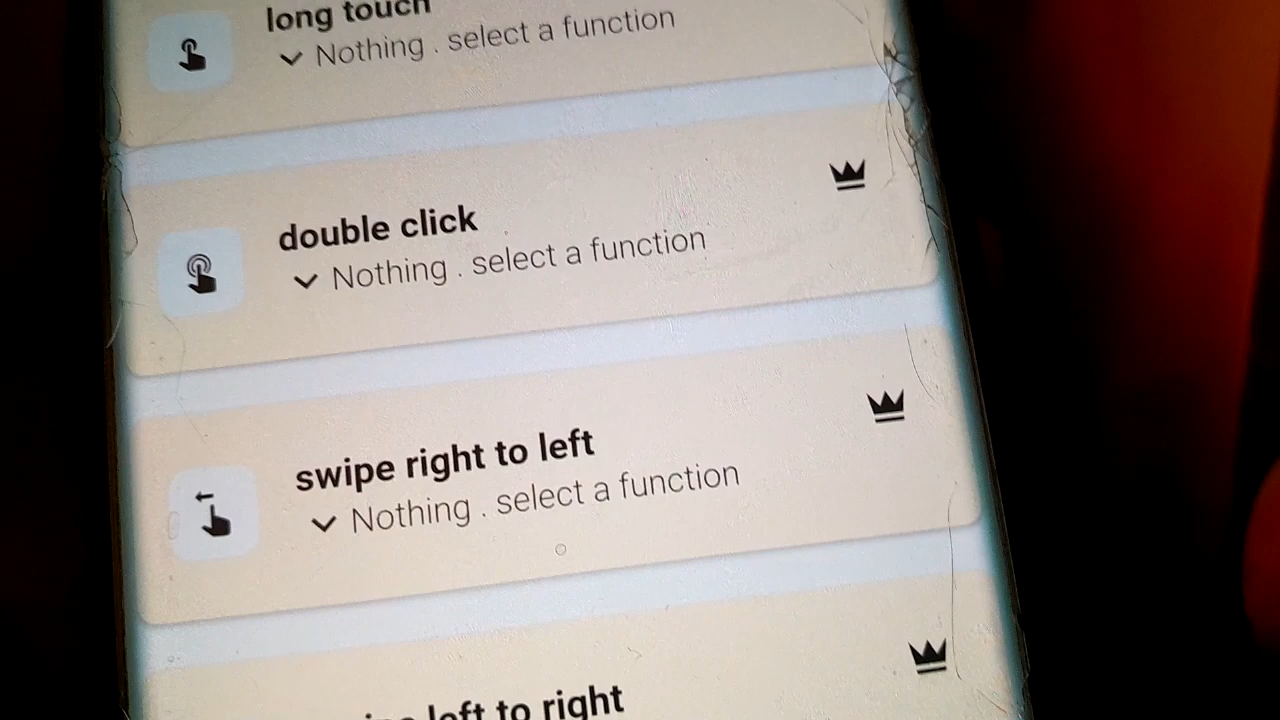 long touch
Nothing . select a function
double click
Nothing . select a function
swipe right to left
Nothing . select a function
left to right